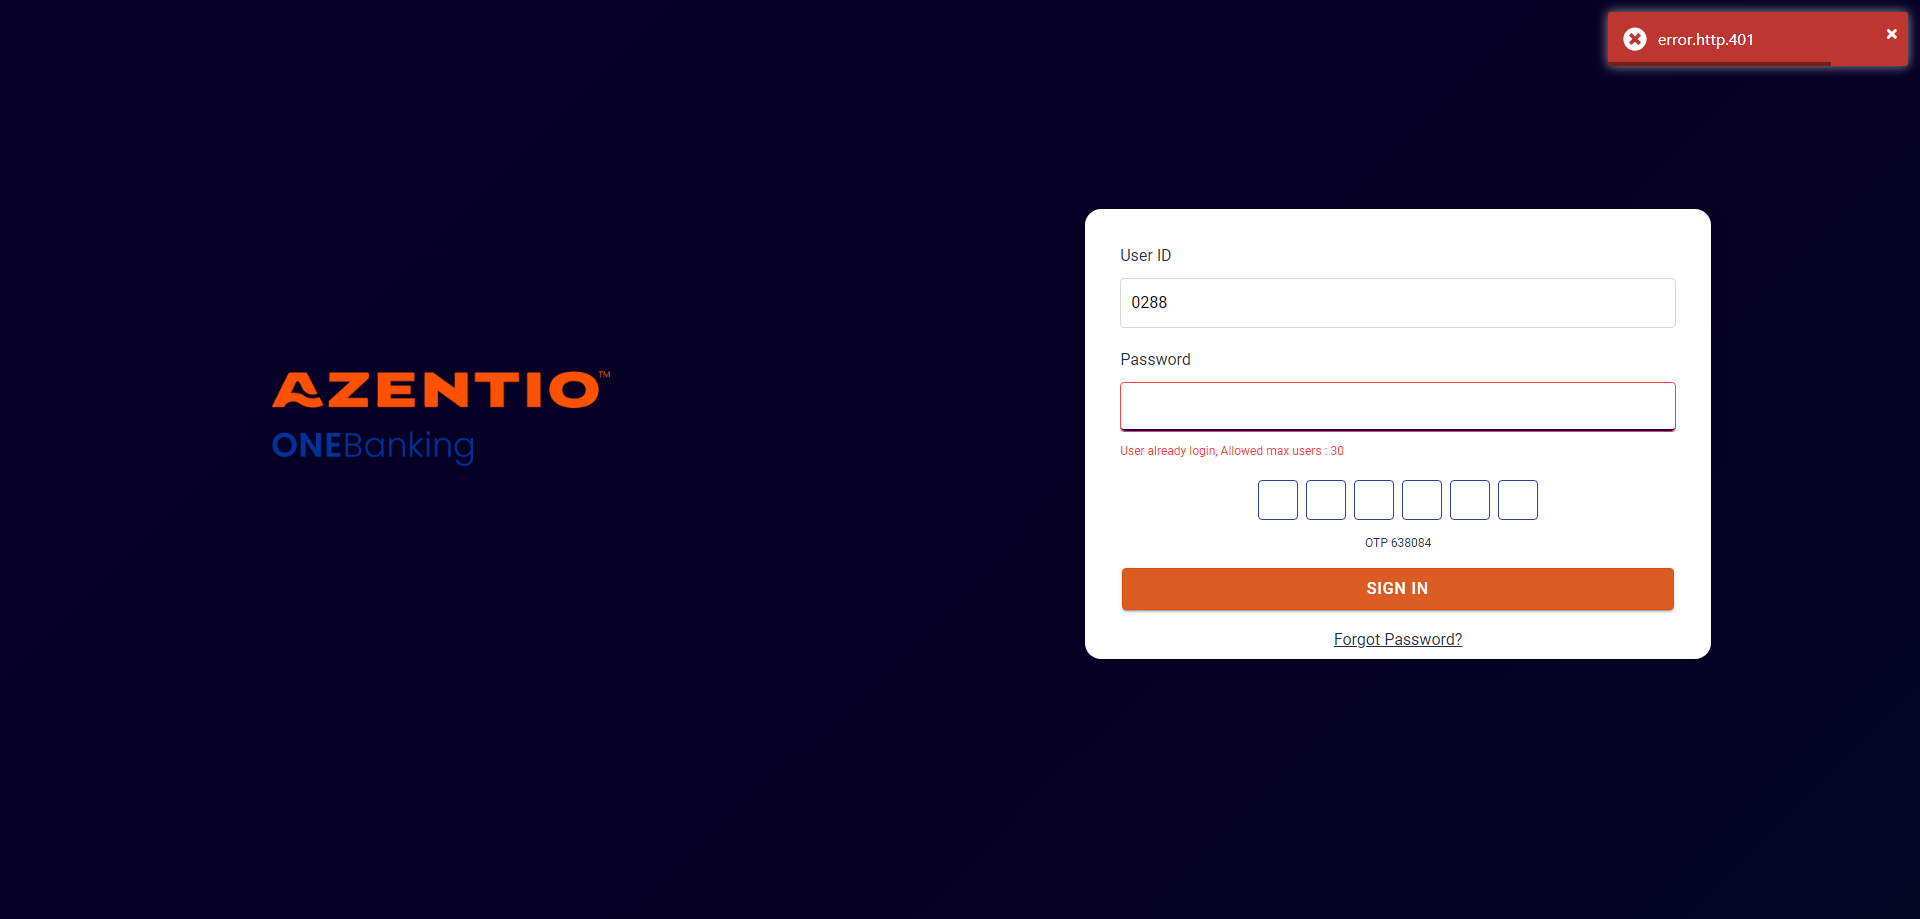 error.http.401
User ID
0288
Password
User already login, Allowed max users : 30
OTP 638084
SIGN IN
Forgot Password?
AZENTIO™
ONEBanking